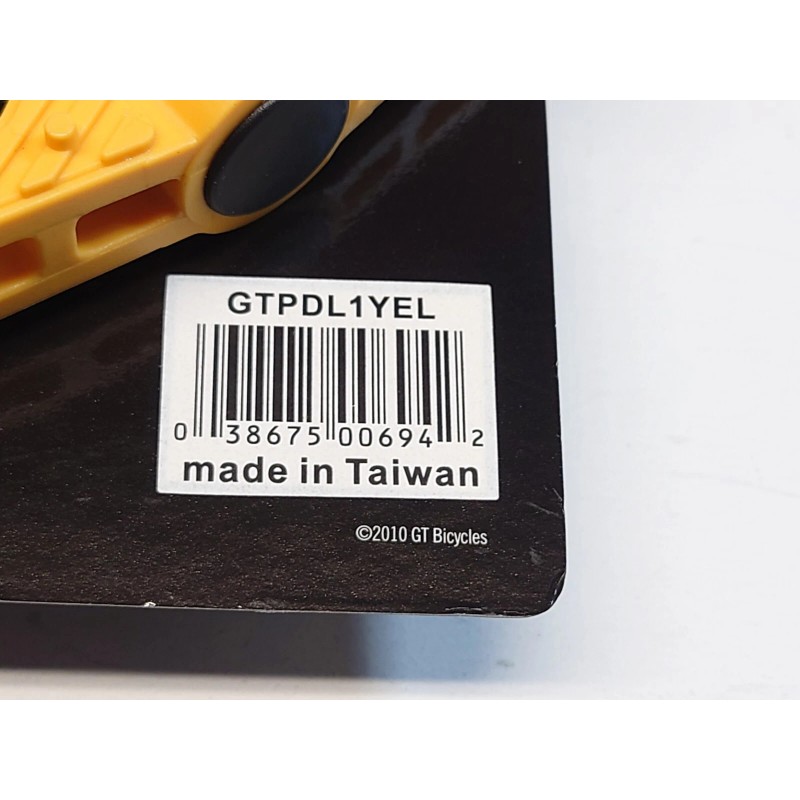 GTPDL1YEL
0 38675 00694 2
made in Taiwan
©2010 GT Bicycles